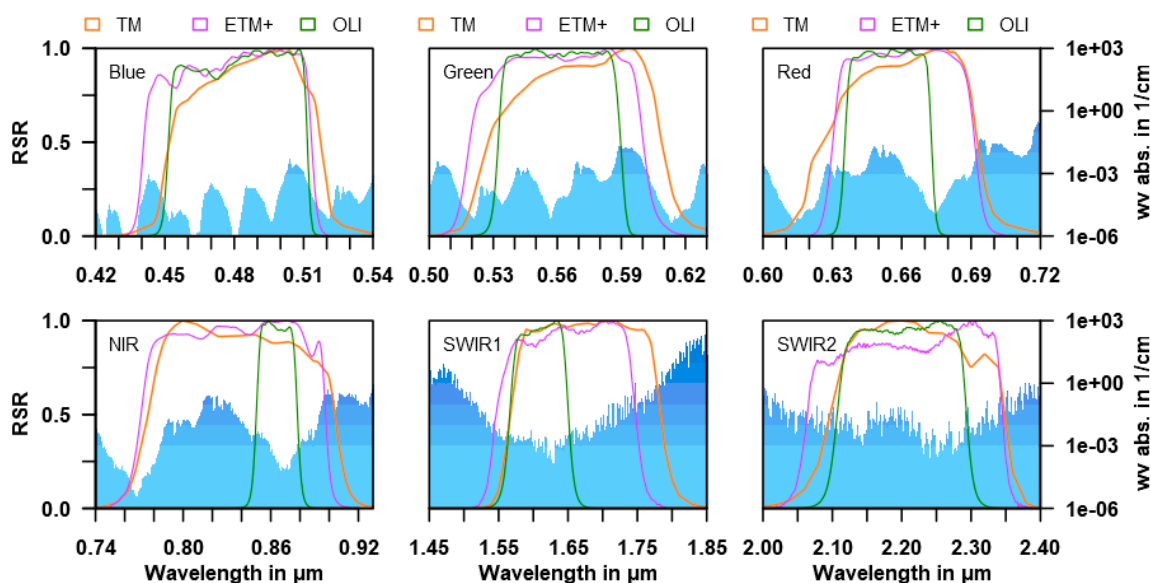 TM ETM+ OLI TM ETM+ OLI TM ETM+ OLI
1.0 Blue Green Red 1e+03
RSR 0.5 1e+00 wv abs. in 1/cm
1e-03
0.0 1e-06
0.42 0.45 0.48 0.51 0.54 0.50 0.53 0.56 0.59 0.62 0.60 0.63 0.66 0.69 0.72
1.0 NIR SWIR1 SWIR2 1e+03
RSR 0.5 1e+00 wv abs. in 1/cm
1e-03
0.0 1e-06
0.74 0.80 0.86 0.92 1.45 1.55 1.65 1.75 1.85 2.00 2.10 2.20 2.30 2.40
Wavelength in µm Wavelength in µm Wavelength in µm